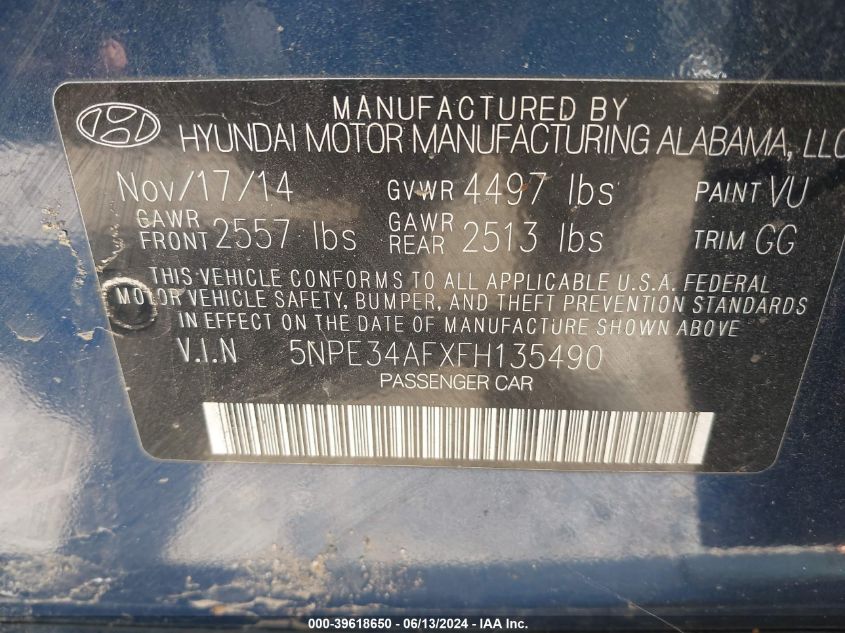 MANUFACTURED BY
HYUNDAI MOTOR MANUFACTURING ALABAMA, LLC
Nov/17/14 GVWR 4497 lbs PAINT VU
GAWR FRONT 2557 lbs GAWR REAR 2513 lbs TRIM GG
THIS VEHICLE CONFORMS TO ALL APPLICABLE U.S.A. FEDERAL
MOTOR VEHICLE SAFETY, BUMPER, AND THEFT PREVENTION STANDARDS
IN EFFECT ON THE DATE OF MANUFACTURE SHOWN ABOVE
V.I.N 5NPE34AFXFH135490
PASSENGER CAR
000-39618650 - 06/13/2024 - IAA Inc.